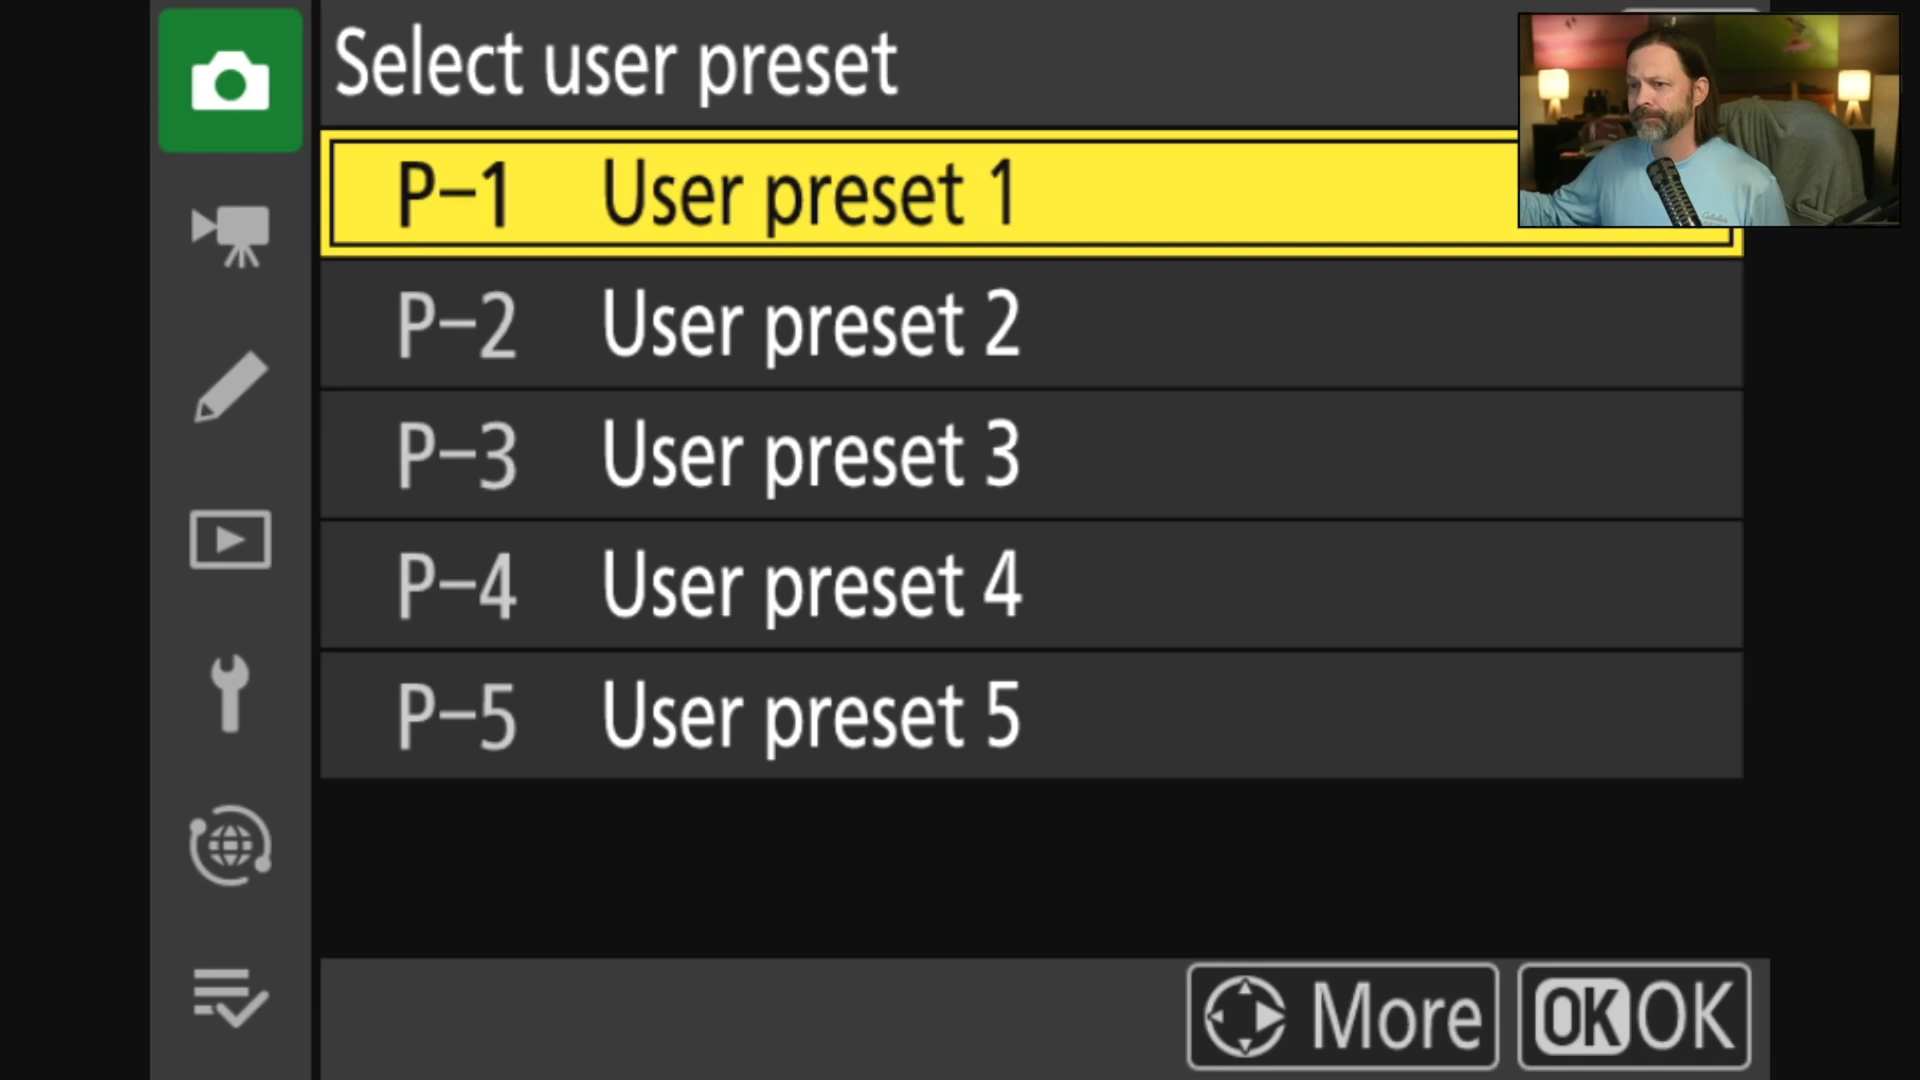 Select user preset
P–1 User preset 1
P–2 User preset 2
P–3 User preset 3
P–4 User preset 4
P–5 User preset 5
More OK OK